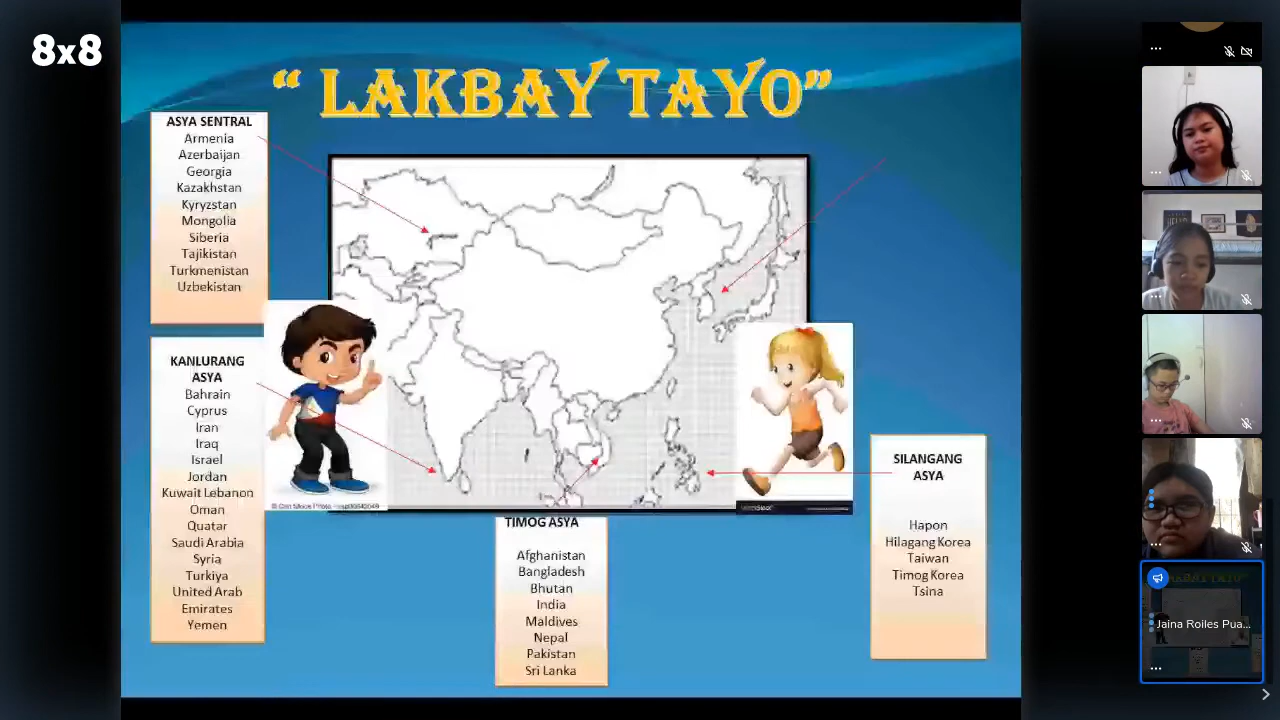 8x8
“ LAKBAY TAYO”
ASYA SENTRAL
Armenia
Azerbaijan
Georgia
Kazakhstan
Kyryzstan
Mongolia
Siberia
Tajikistan
Turkmenistan
Uzbekistan
KANLURANG
ASYA
Bahrain
Cyprus
Iran
Iraq
Israel
Jordan
Kuwait Lebanon
Oman
Quatar
Saudi Arabia
Syria
Turkiya
United Arab
Emirates
Yemen
TIMOG ASYA
Afghanistan
Bangladesh
Bhutan
India
Maldives
Nepal
Pakistan
Sri Lanka
SILANGANG
ASYA
Hapon
Hilagang Korea
Taiwan
Timog Korea
Tsina
Jaina Roiles Pua...